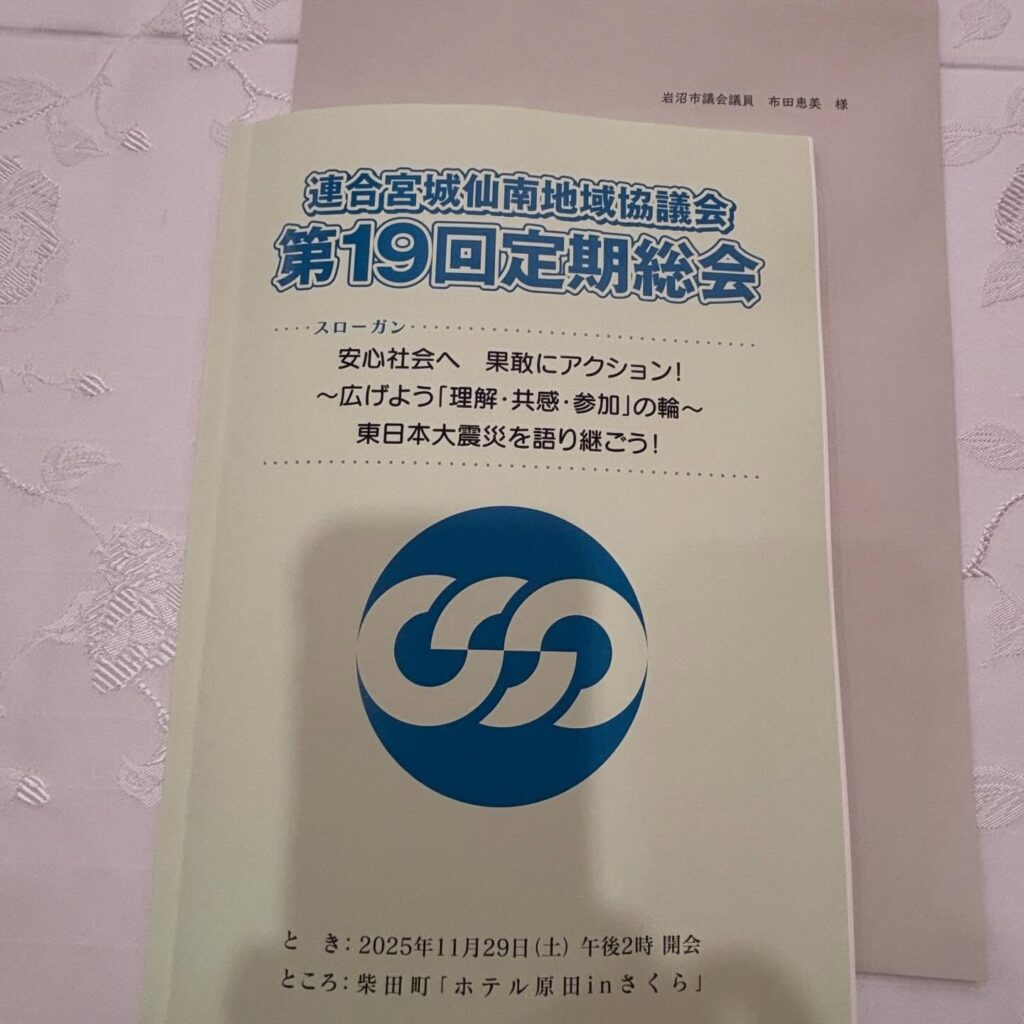 岩沼市議会議員　布田恵美　様
連合宮城仙南地域協議会
第19回定期総会
スローガン
安心社会へ　果敢にアクション!
～広げよう「理解・共感・参加」の輪～
東日本大震災を語り継ごう!
と　き：2025年11月29日(土) 午後2時 開会
ところ：柴田町「ホテル原田inさくら」